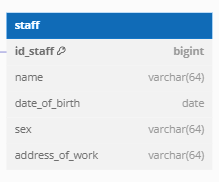 staff
id_staff bigint
name varchar(64)
date_of_birth date
sex varchar(64)
address_of_work varchar(64)